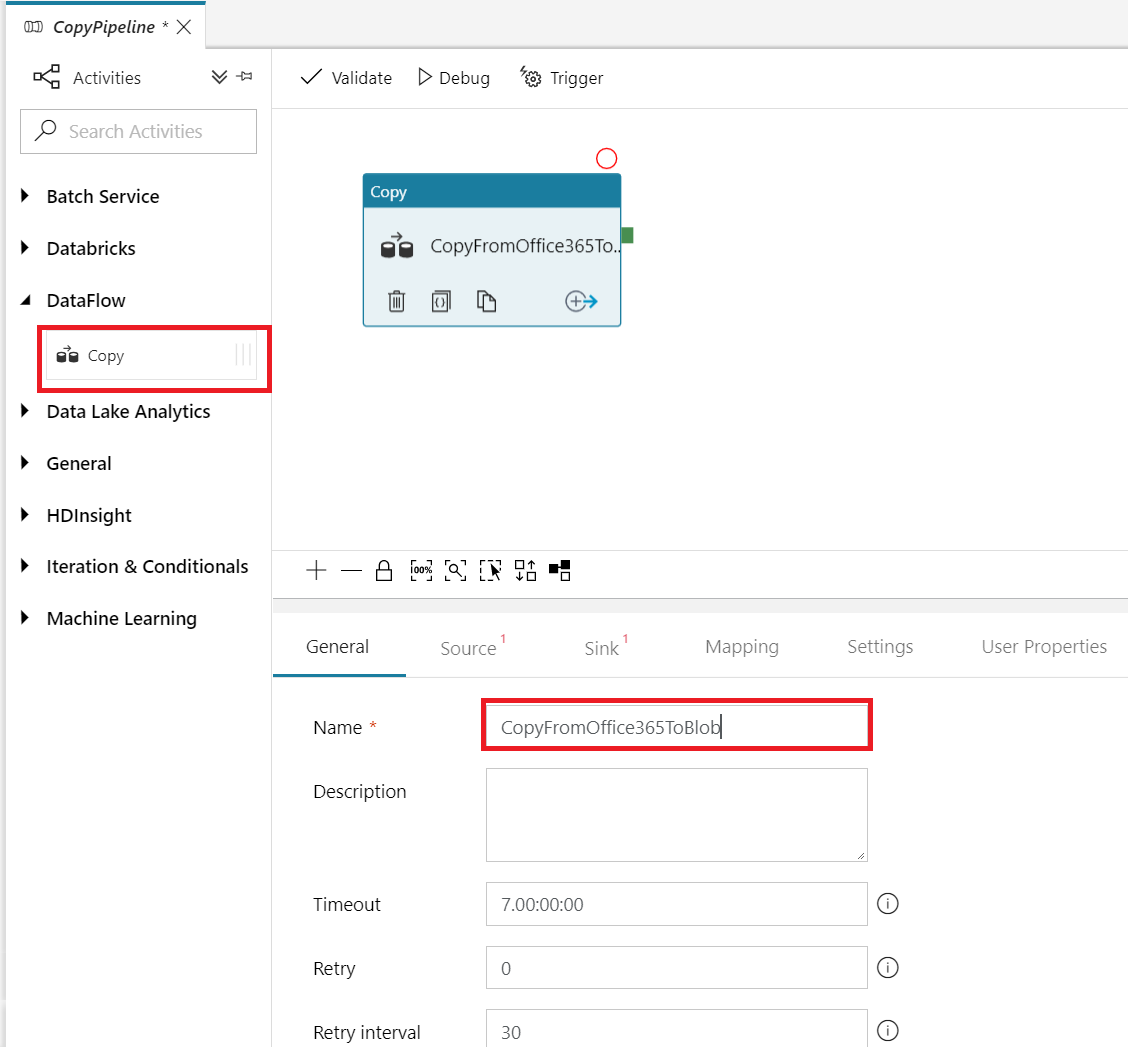 CopyPipeline *
Activities
Search Activities
Batch Service
Databricks
DataFlow
Copy
Data Lake Analytics
General
HDInsight
Iteration & Conditionals
Machine Learning
Validate Debug Trigger
Copy
CopyFromOffice365To..
General Source 1 Sink 1 Mapping Settings User Properties
Name * CopyFromOffice365ToBlob
Description
Timeout 7.00:00:00
Retry 0
Retry interval 30